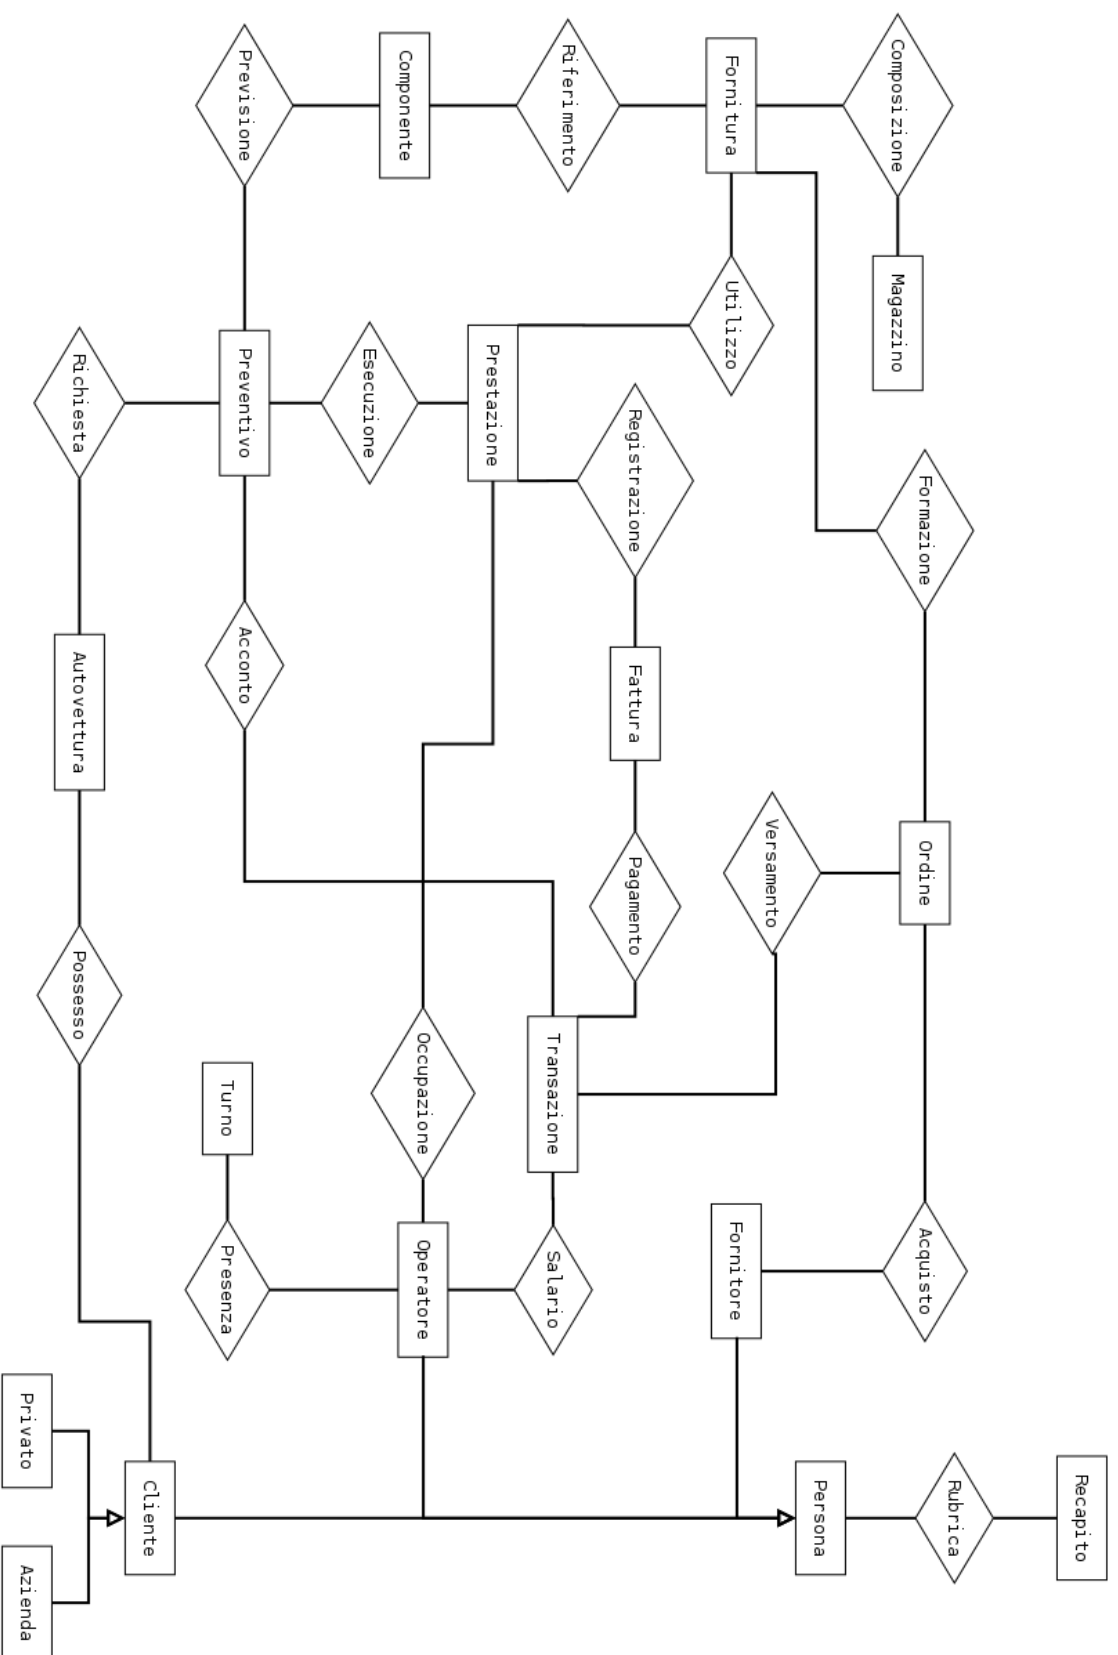 Recapito
Rubrica
Composizione
Magazzino
Formazione
Ordine
Acquisto
Persona
Versamento
Fornitura
Utilizzo
Fornitore
Registrazione
Fattura
Pagamento
Riferimento
Transazione
Salario
Prestazione
Occupazione
Operatore
Componente
Esecuzione
Previsione
Preventivo
Acconto
Turno
Presenza
Cliente
Richiesta
Autovettura
Possesso
Privato
Azienda